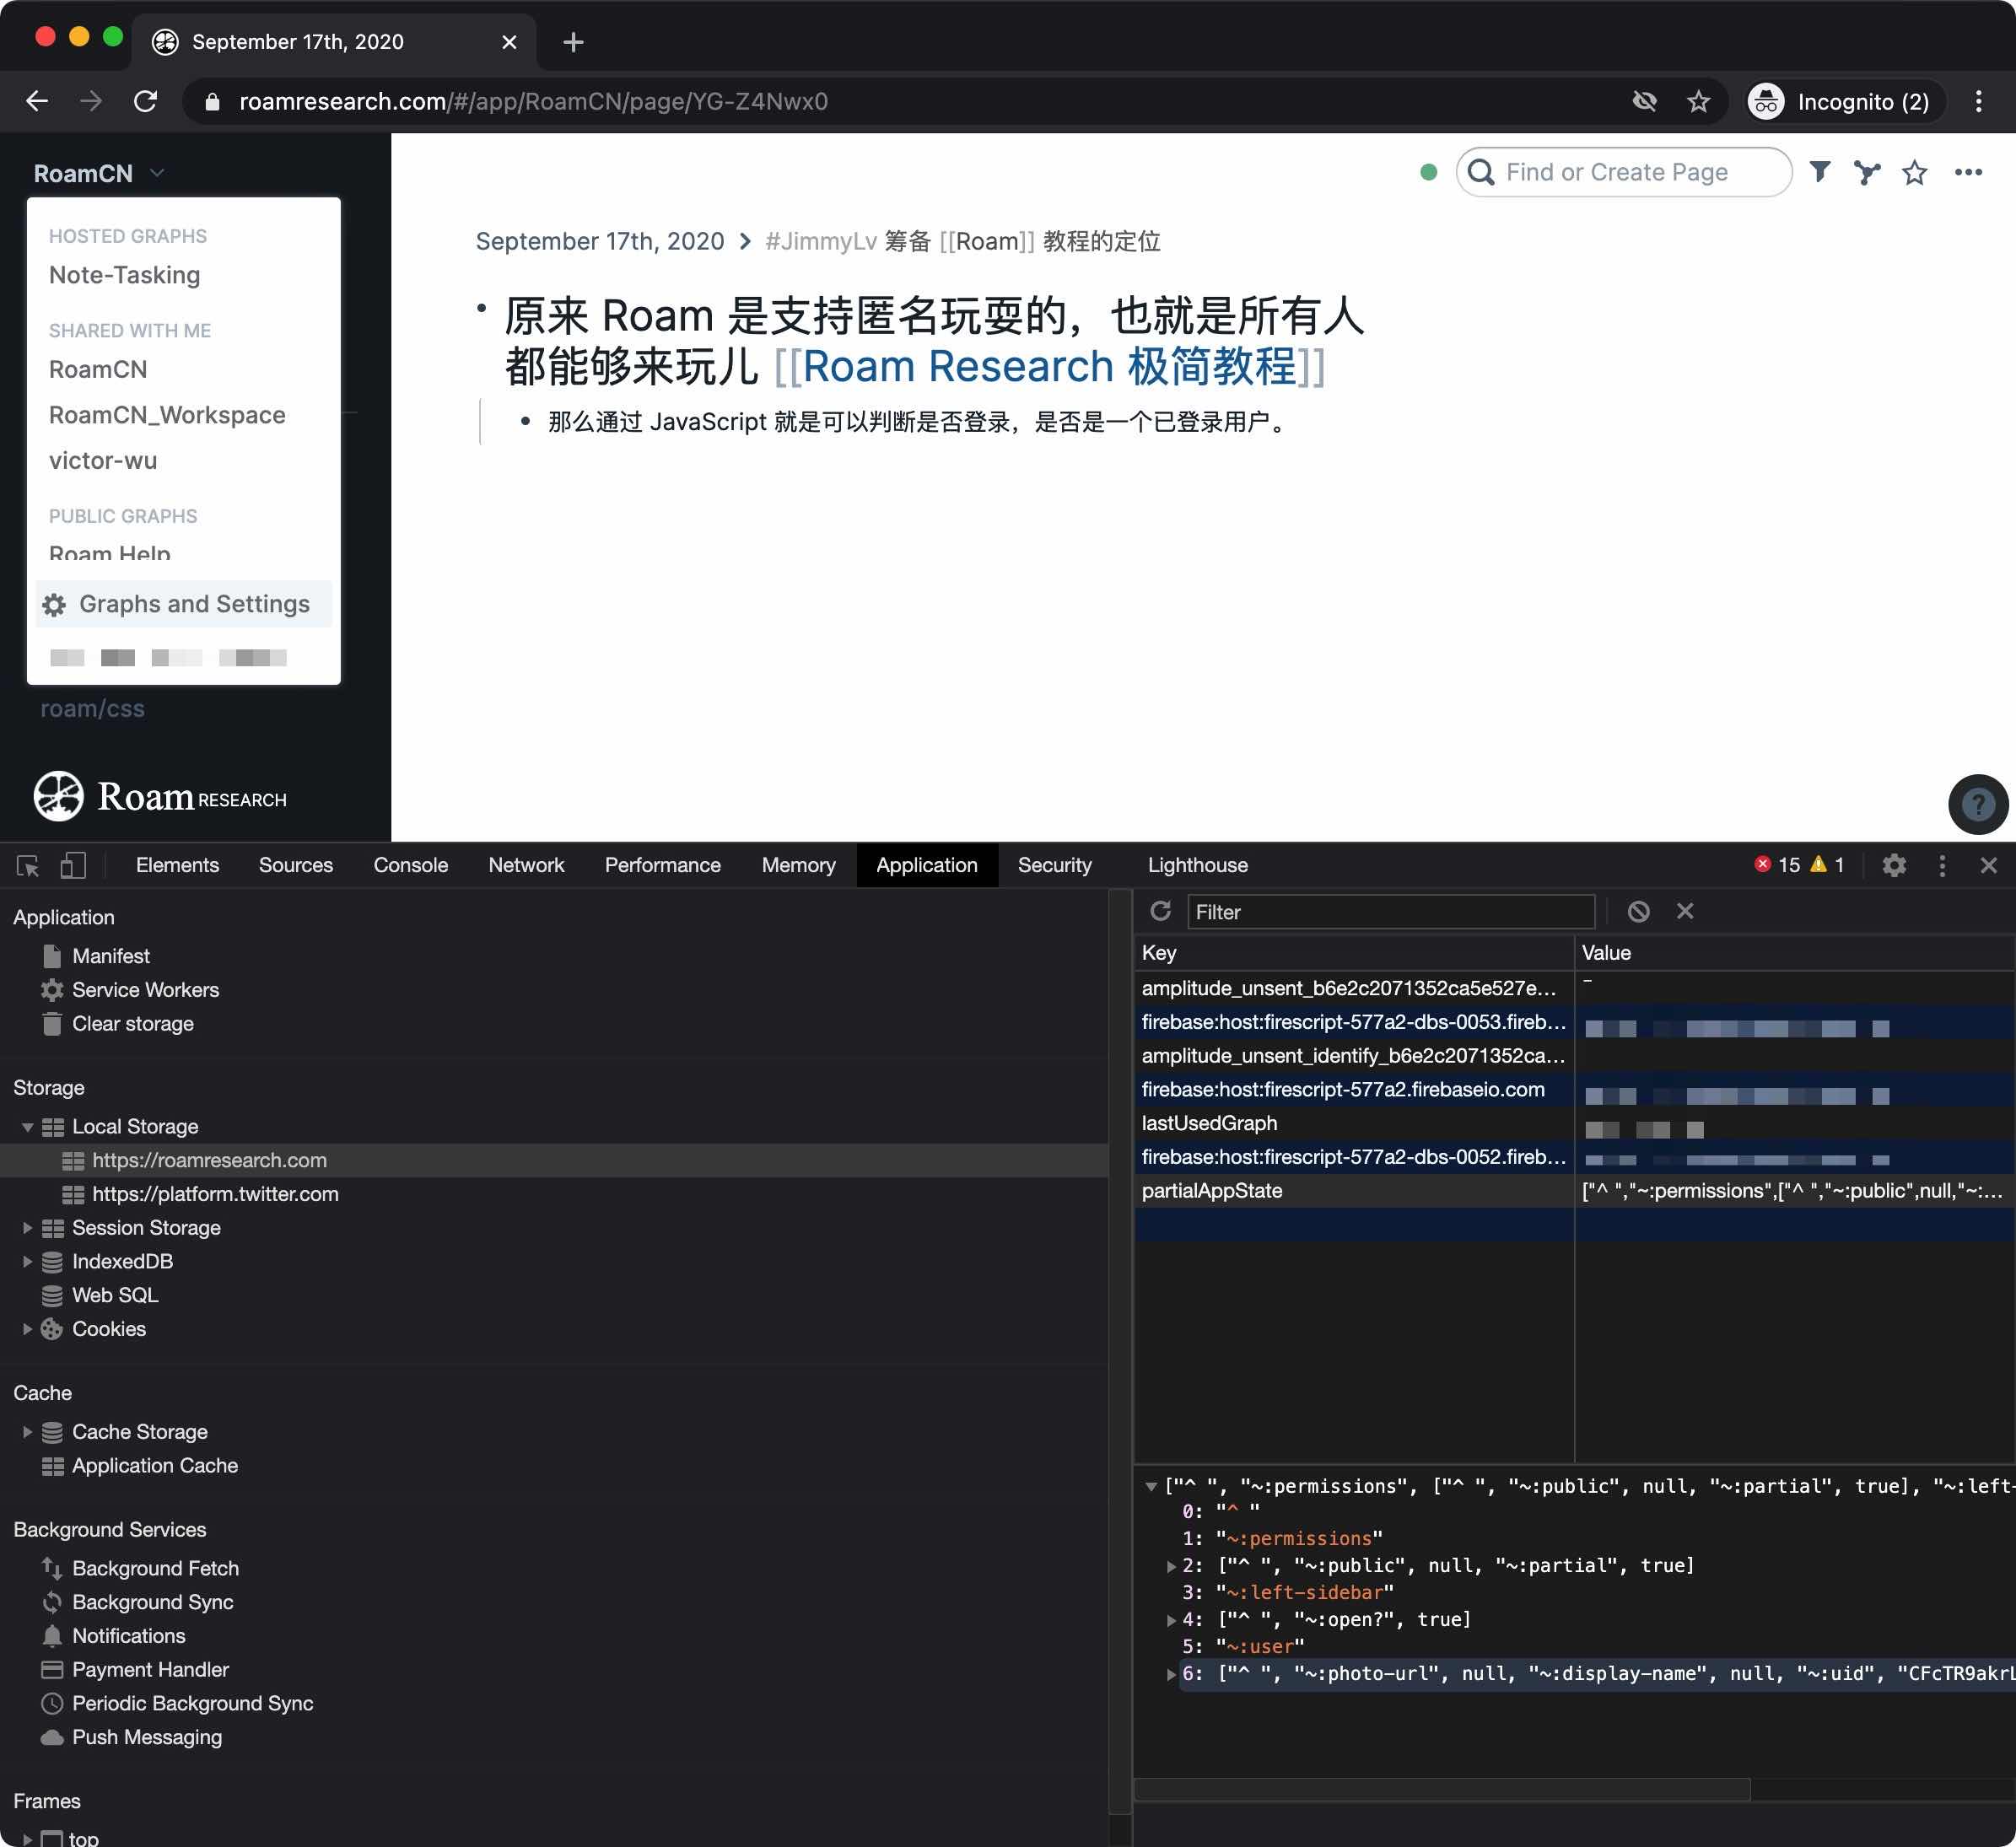 September 17th, 2020
roamresearch.com/#/app/RoamCN/page/YG-Z4Nwx0
Incognito (2)
RoamCN
HOSTED GRAPHS
Note-Tasking
SHARED WITH ME
RoamCN
RoamCN_Workspace
victor-wu
PUBLIC GRAPHS
Roam Help
Graphs and Settings
roam/css
Roam RESEARCH
Find or Create Page
September 17th, 2020 > #JimmyLv 筹备 [[Roam]] 教程的定位
• 原来 Roam 是支持匿名玩耍的，也就是所有人
都能够来玩儿 [[Roam Research 极简教程]]
• 那么通过 JavaScript 就是可以判断是否登录，是否是一个已登录用户。
?
Elements Sources Console Network Performance Memory Application Security Lighthouse 15 1
Application
Manifest
Service Workers
Clear storage
Storage
Local Storage
https://roamresearch.com
https://platform.twitter.com
Session Storage
IndexedDB
Web SQL
Cookies
Cache
Cache Storage
Application Cache
Background Services
Background Fetch
Background Sync
Notifications
Payment Handler
Periodic Background Sync
Push Messaging
Frames
top
Filter
Key Value
amplitude_unsent_b6e2c2071352ca5e527e…
firebase:host:firescript-577a2-dbs-0053.fireb…
amplitude_unsent_identify_b6e2c2071352ca…
firebase:host:firescript-577a2.firebaseio.com
lastUsedGraph
firebase:host:firescript-577a2-dbs-0052.fireb…
partialAppState ["^ ","~:permissions",["^ ","~:public",null,"~:…
["^ ", "~:permissions", ["^ ", "~:public", null, "~:partial", true], "~:left-
0: "^ "
1: "~:permissions"
2: ["^ ", "~:public", null, "~:partial", true]
3: "~:left-sidebar"
4: ["^ ", "~:open?", true]
5: "~:user"
6: ["^ ", "~:photo-url", null, "~:display-name", null, "~:uid", "CFcTR9akrL